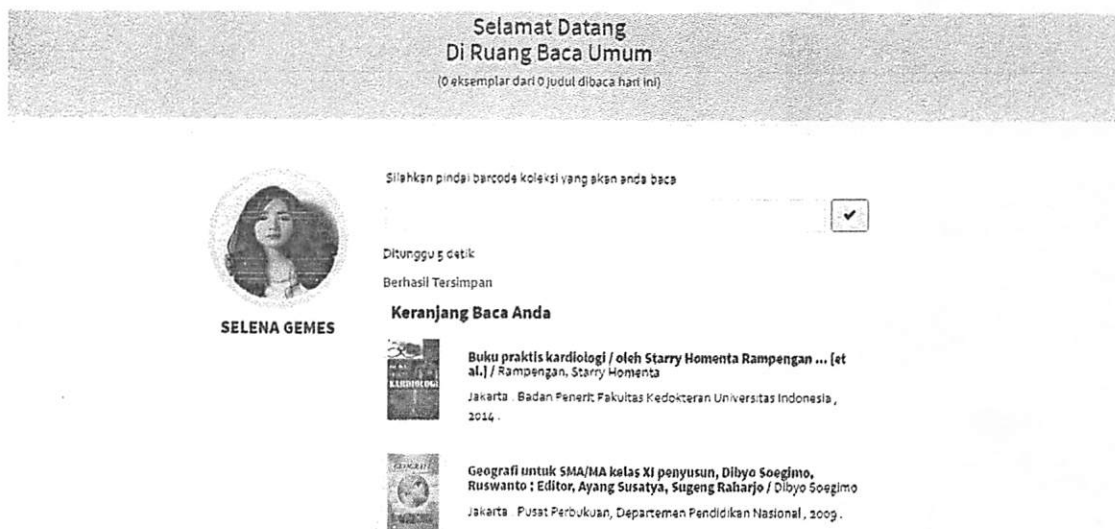 Selamat Datang
Di Ruang Baca Umum
(0 eksemplar dari 0 judul dibaca hari ini)
Silahkan pindai barcode koleksi yang akan anda baca
Ditunggu 5 detik
Berhasil Tersimpan
SELENA GEMES
Keranjang Baca Anda
KARDIOLOGI
Buku praktis kardiologi / oleh Starry Homenta Rampengan ... [et
al.] / Rampengan, Starry Homenta
Jakarta . Badan Penerit Fakultas Kedokteran Universitas Indonesia ,
2014 .
GEOGRAFI
Geografi untuk SMA/MA kelas XI penyusun, Dibyo Soegimo,
Ruswanto ; Editor, Ayang Susatya, Sugeng Raharjo / Dibyo Soegimo
Jakarta . Pusat Perbukuan, Departemen Pendidikan Nasional , 2009 .